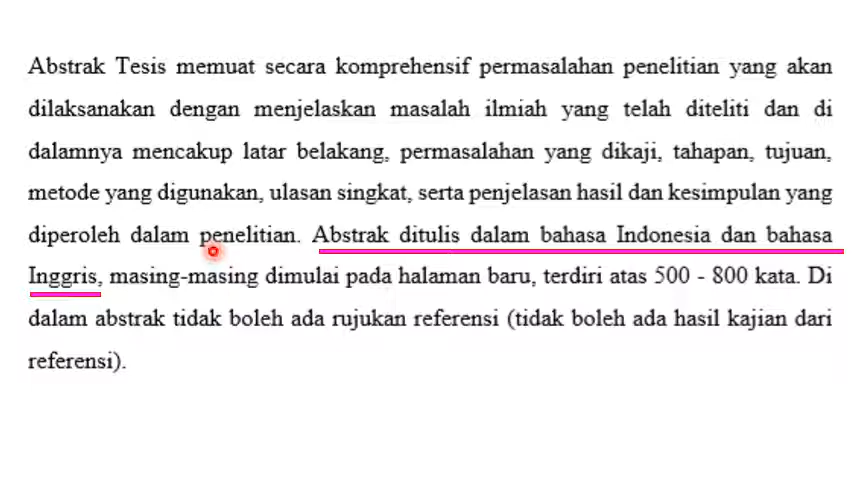 Abstrak Tesis memuat secara komprehensif permasalahan penelitian yang akan
dilaksanakan dengan menjelaskan masalah ilmiah yang telah diteliti dan di
dalamnya mencakup latar belakang, permasalahan yang dikaji, tahapan, tujuan,
metode yang digunakan, ulasan singkat, serta penjelasan hasil dan kesimpulan yang
diperoleh dalam penelitian. Abstrak ditulis dalam bahasa Indonesia dan bahasa
Inggris, masing-masing dimulai pada halaman baru, terdiri atas 500 - 800 kata. Di
dalam abstrak tidak boleh ada rujukan referensi (tidak boleh ada hasil kajian dari
referensi).